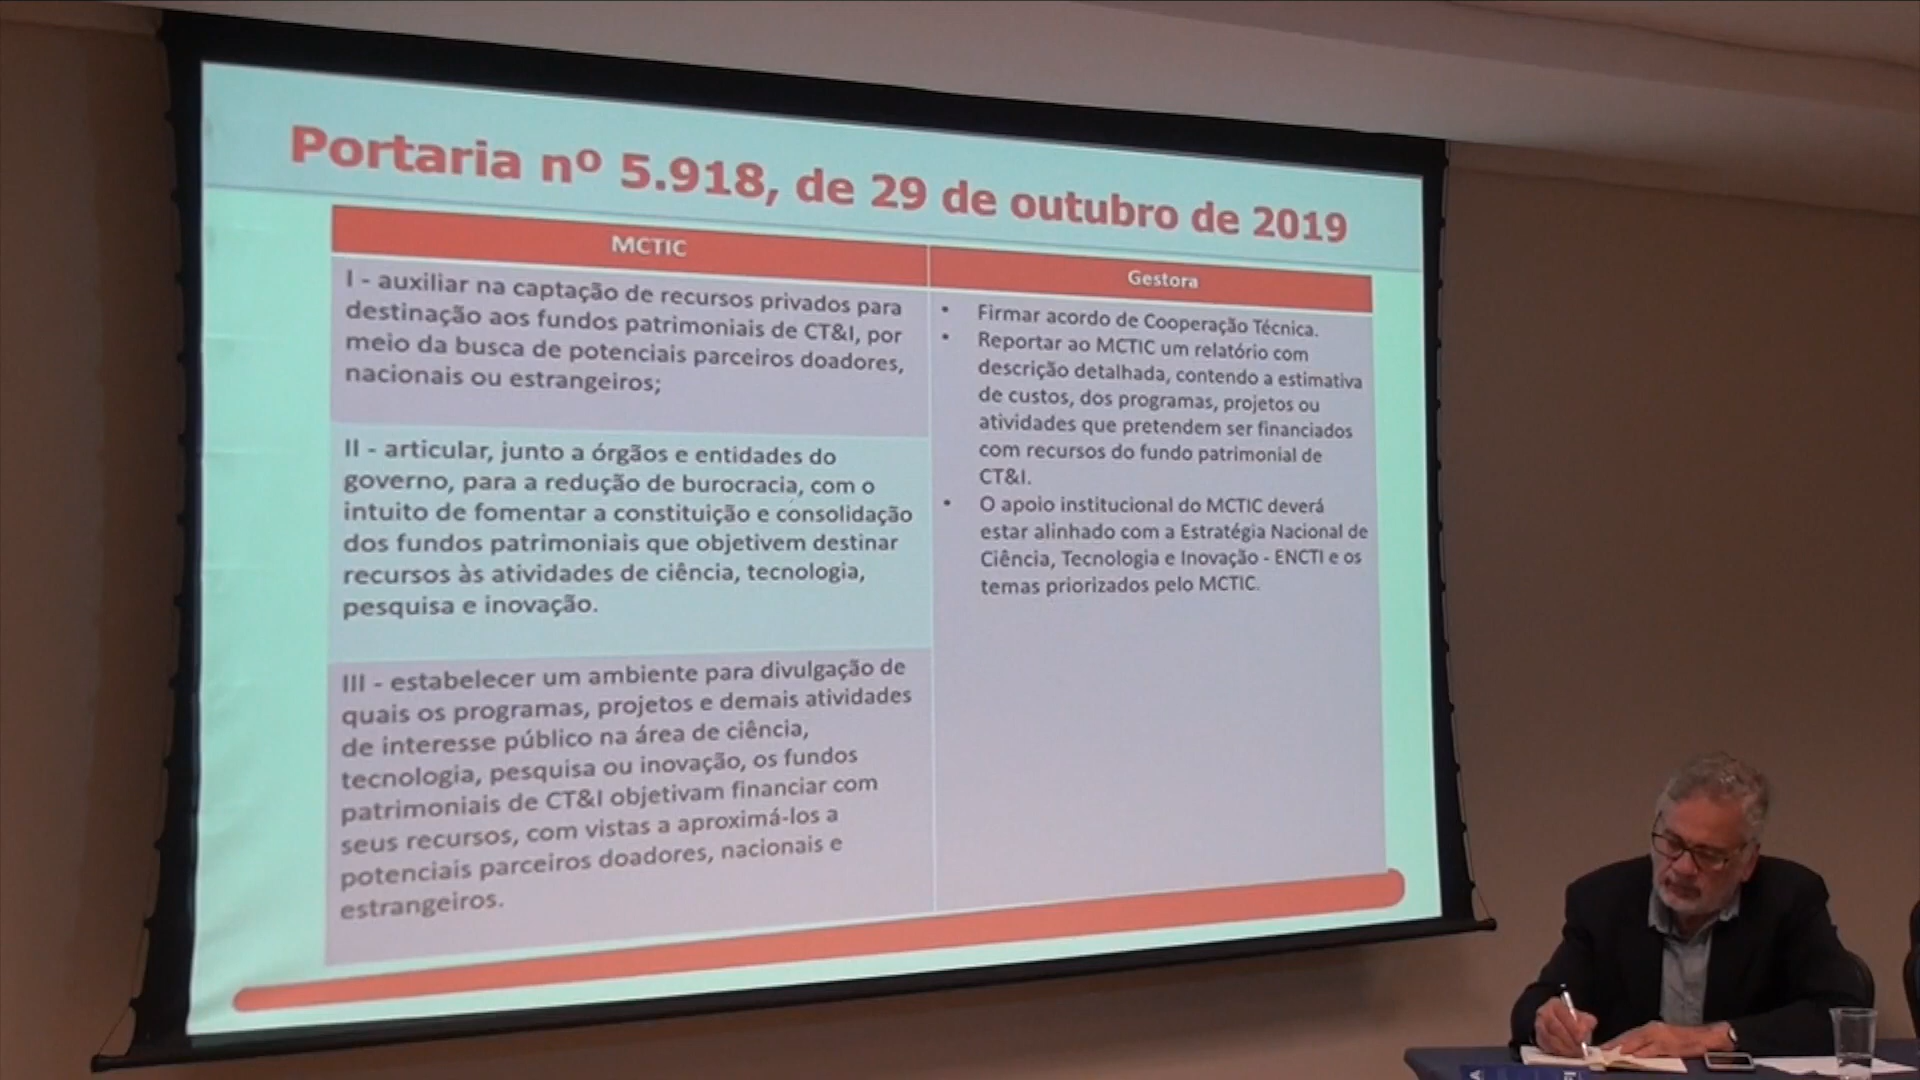 Portaria nº 5.918, de 29 de outubro de 2019
MCTIC
I - auxiliar na captação de recursos privados para
destinação aos fundos patrimoniais de CT&I, por
meio da busca de potenciais parceiros doadores,
nacionais ou estrangeiros;
II - articular, junto a órgãos e entidades do
governo, para a redução de burocracia, com o
intuito de fomentar a constituição e consolidação
dos fundos patrimoniais que objetivem destinar
recursos às atividades de ciência, tecnologia,
pesquisa e inovação.
III - estabelecer um ambiente para divulgação de
quais os programas, projetos e demais atividades
de interesse público na área de ciência,
tecnologia, pesquisa ou inovação, os fundos
patrimoniais de CT&I objetivam financiar com
seus recursos, com vistas a aproximá-los a
potenciais parceiros doadores, nacionais e
estrangeiros.
Gestora
• Firmar acordo de Cooperação Técnica.
• Reportar ao MCTIC um relatório com
descrição detalhada, contendo a estimativa
de custos, dos programas, projetos ou
atividades que pretendem ser financiados
com recursos do fundo patrimonial de
CT&I.
• O apoio institucional do MCTIC deverá
estar alinhado com a Estratégia Nacional de
Ciência, Tecnologia e Inovação - ENCTI e os
temas priorizados pelo MCTIC.